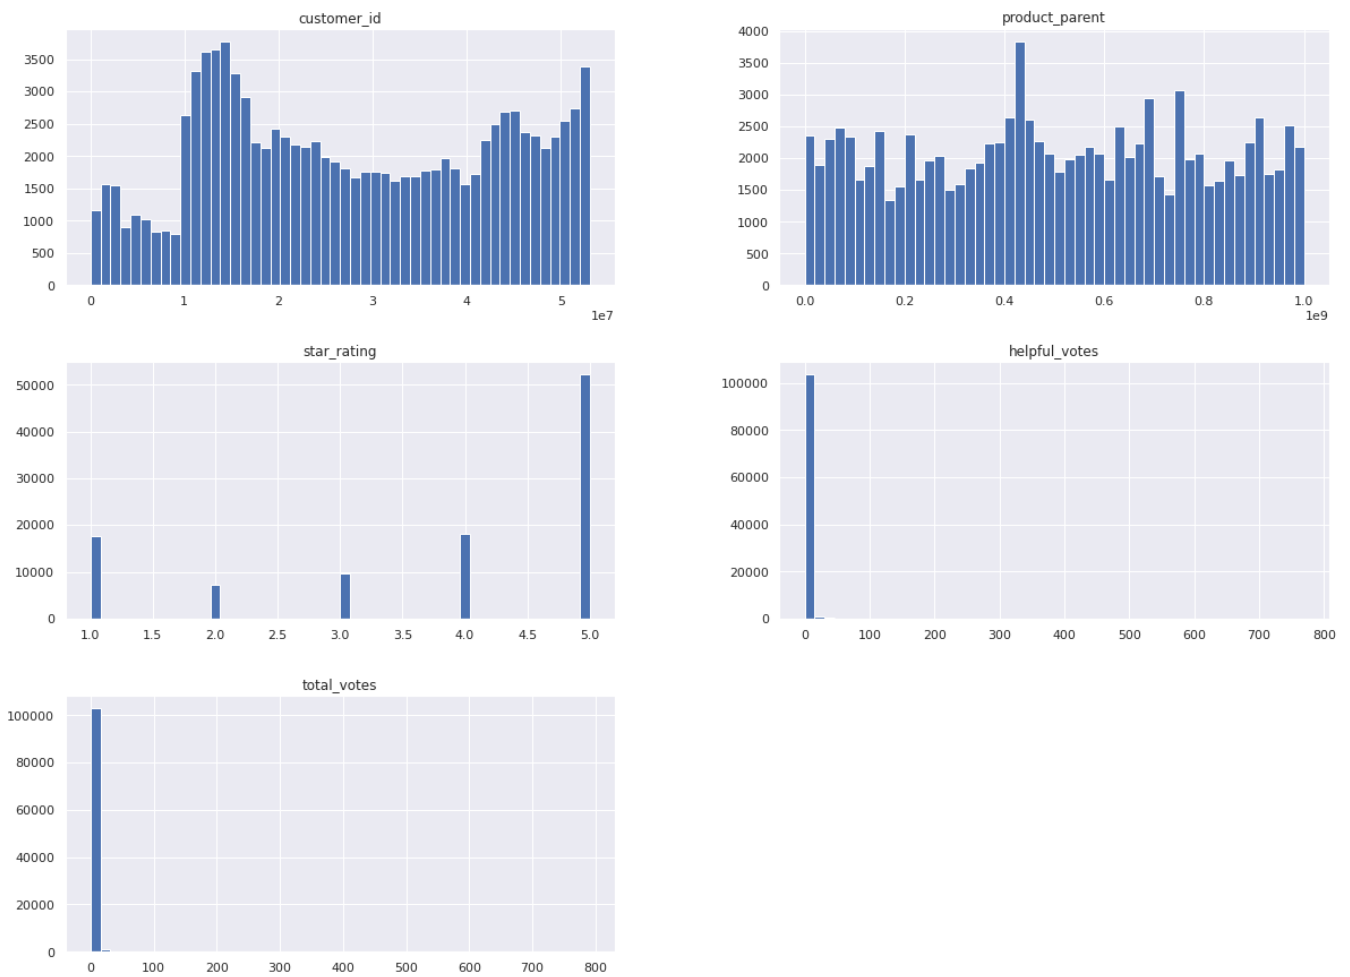 customer_id
3500
3000
2500
2000
1500
1000
500
0
0 1 2 3 4 5
1e7
product_parent
4000
3500
3000
2500
2000
1500
1000
500
0
0.0 0.2 0.4 0.6 0.8 1.0
1e9
star_rating
50000
40000
30000
20000
10000
0
1.0 1.5 2.0 2.5 3.0 3.5 4.0 4.5 5.0
helpful_votes
100000
80000
60000
40000
20000
0
0 100 200 300 400 500 600 700 800
total_votes
100000
80000
60000
40000
20000
0
0 100 200 300 400 500 600 700 800